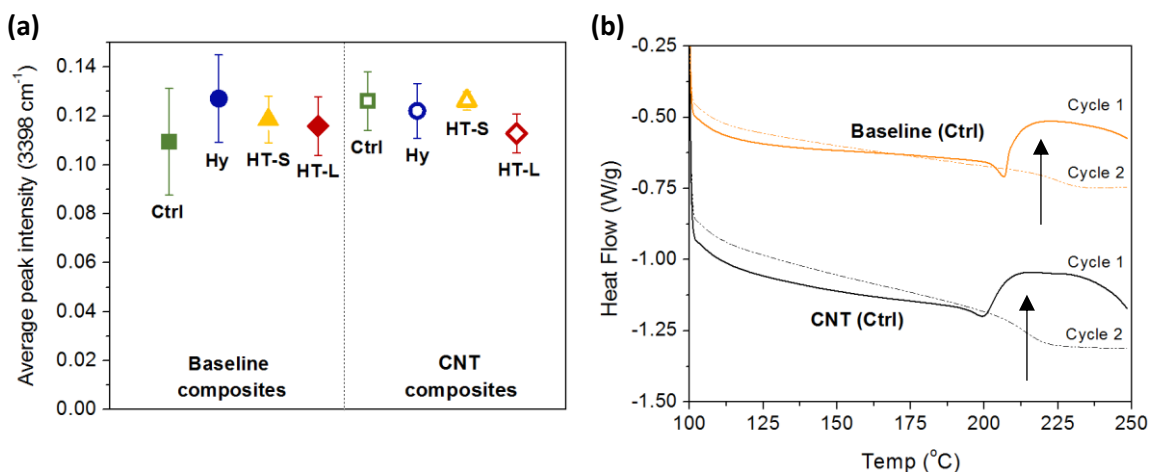 (a)
Average peak intensity (3398 cm⁻¹)
0.14
0.12
0.10
0.08
0.06
0.04
0.02
0.00
Ctrl
Hy
HT-S
HT-L
Ctrl
Hy
HT-S
HT-L
Baseline
composites
CNT
composites
(b)
Heat Flow (W/g)
-0.25
-0.50
-0.75
-1.00
-1.25
-1.50
Cycle 1
Baseline (Ctrl)
Cycle 2
Cycle 1
CNT (Ctrl)
Cycle 2
100
125
150
175
200
225
250
Temp (°C)